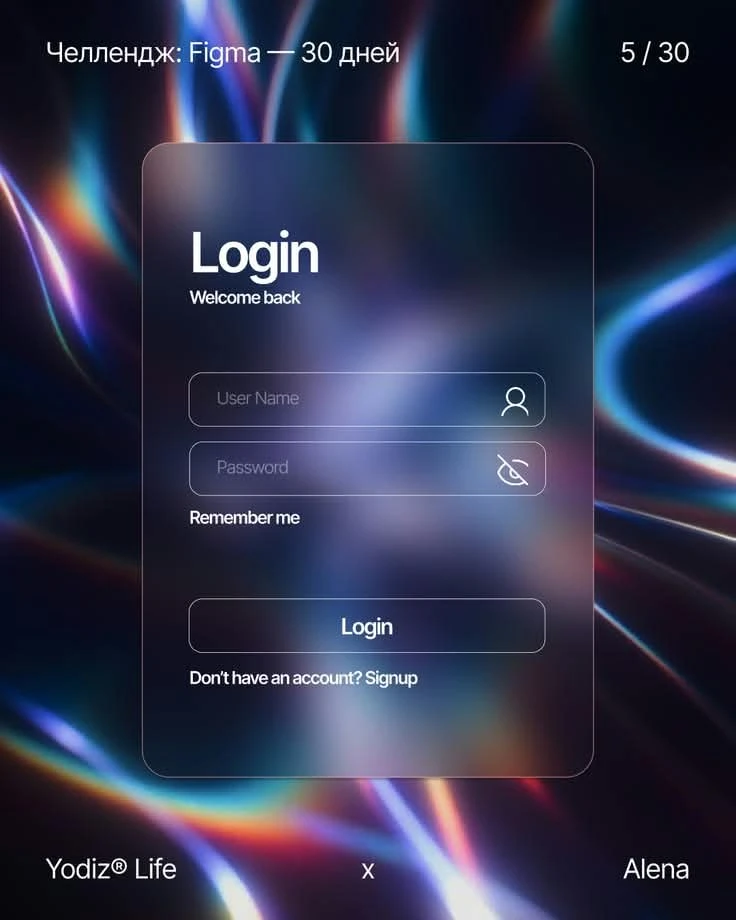 Челлендж: Figma — 30 дней
5 / 30
Login
Welcome back
User Name
Password
Remember me
Login
Don't have an account? Signup
Yodiz® Life
x
Alena